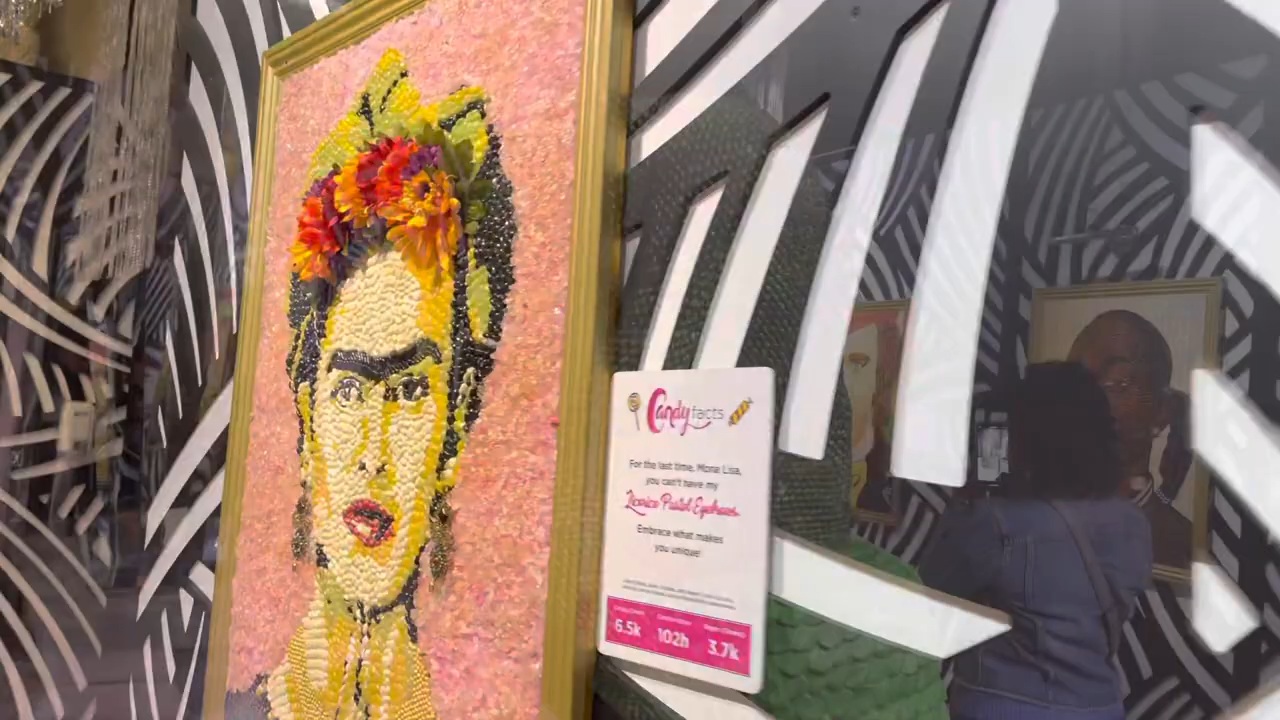 Candy facts
For the last time, Mona Lisa,
you can't have my
Licorice Pastel Eyebrows.
Embrace what makes
you unique!
6.5k 102h 3.7k